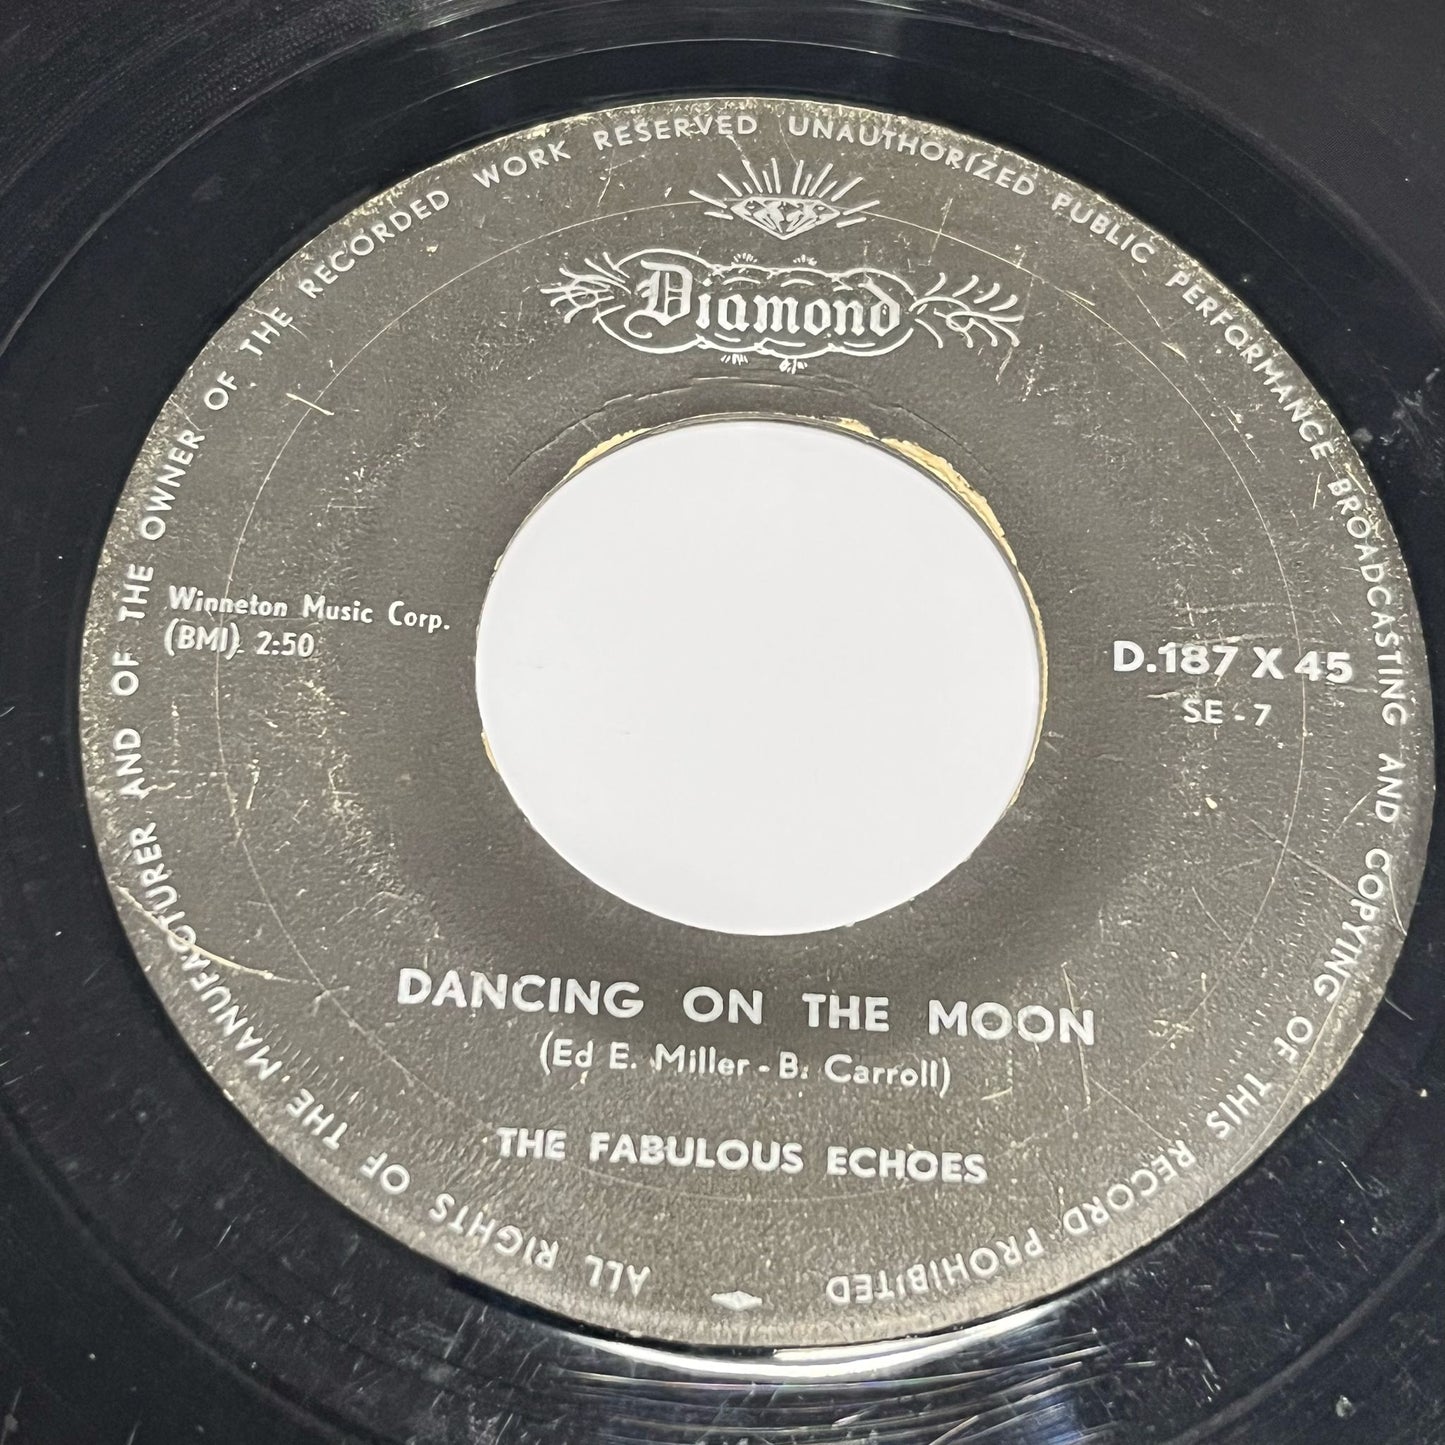 ALL RIGHTS OF THE MANUFACTURER AND OF THE OWNER OF THE RECORDED WORK RESERVED UNAUTHORIZED PUBLIC PERFORMANCE BROADCASTING AND COPYING OF THIS RECORD PROHIBITED
Diamond
Winneton Music Corp.
(BMI) 2:50
D.187 X 45
SE - 7
DANCING ON THE MOON
(Ed E. Miller - B. Carroll)
THE FABULOUS ECHOES